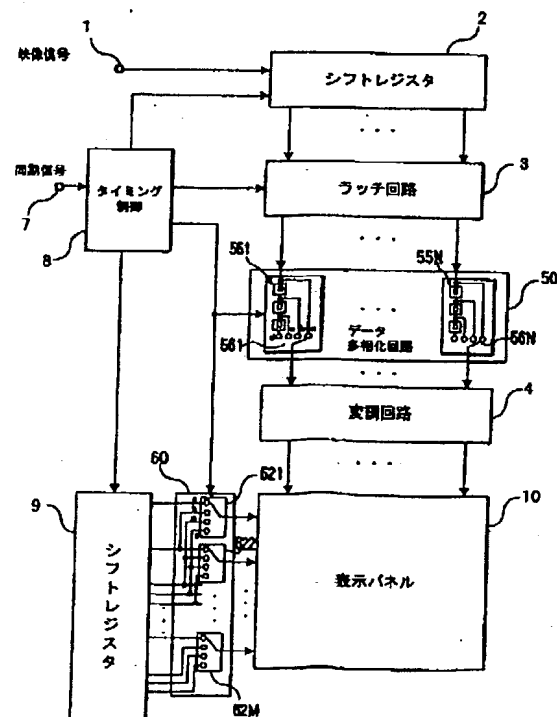 1
映像信号
2
シフトレジスタ
同期信号
7
タイミング
制御
8
ラッチ回路
3
551
55N
50
561
データ
多相化回路
56N
変調回路
4
60
621
622
9
シフトレジスタ
10
表示パネル
62M